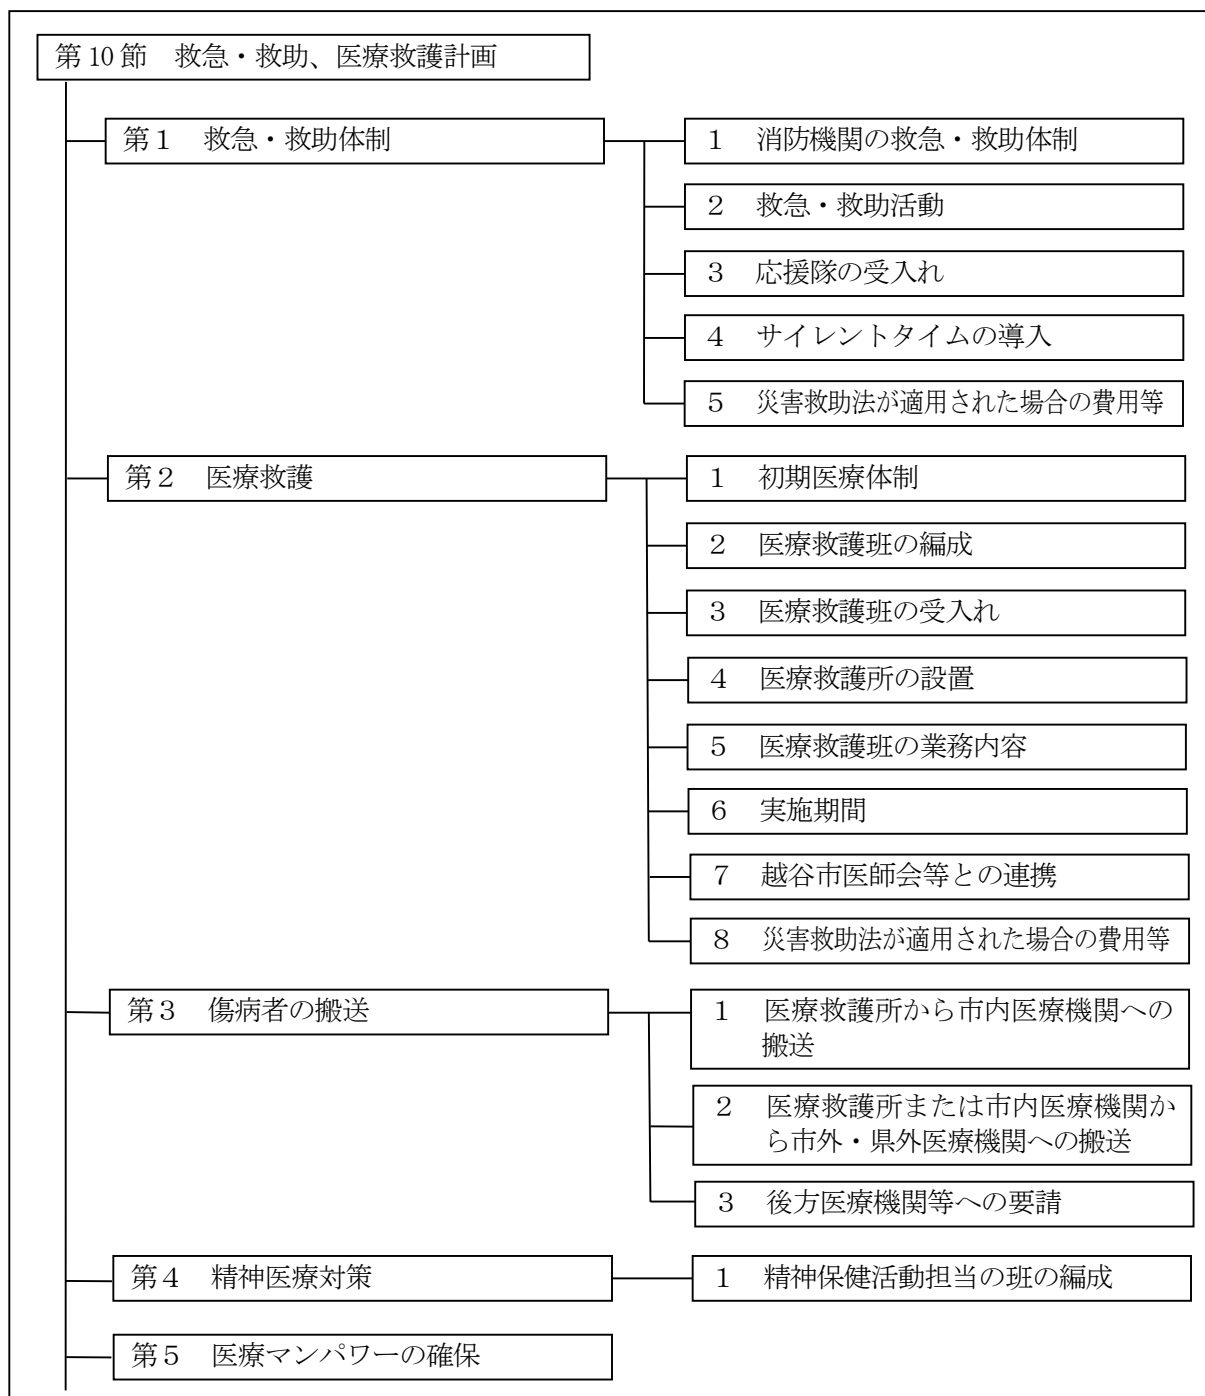 第10節　救急・救助、医療救護計画
第１　救急・救助体制
１　消防機関の救急・救助体制
２　救急・救助活動
３　応援隊の受入れ
４　サイレントタイムの導入
５　災害救助法が適用された場合の費用等
第２　医療救護
１　初期医療体制
２　医療救護班の編成
３　医療救護班の受入れ
４　医療救護所の設置
５　医療救護班の業務内容
６　実施期間
７　越谷市医師会等との連携
８　災害救助法が適用された場合の費用等
第３　傷病者の搬送
１　医療救護所から市内医療機関への
搬送
２　医療救護所または市内医療機関か
ら市外・県外医療機関への搬送
３　後方医療機関等への要請
第４　精神医療対策
１　精神保健活動担当の班の編成
第５　医療マンパワーの確保